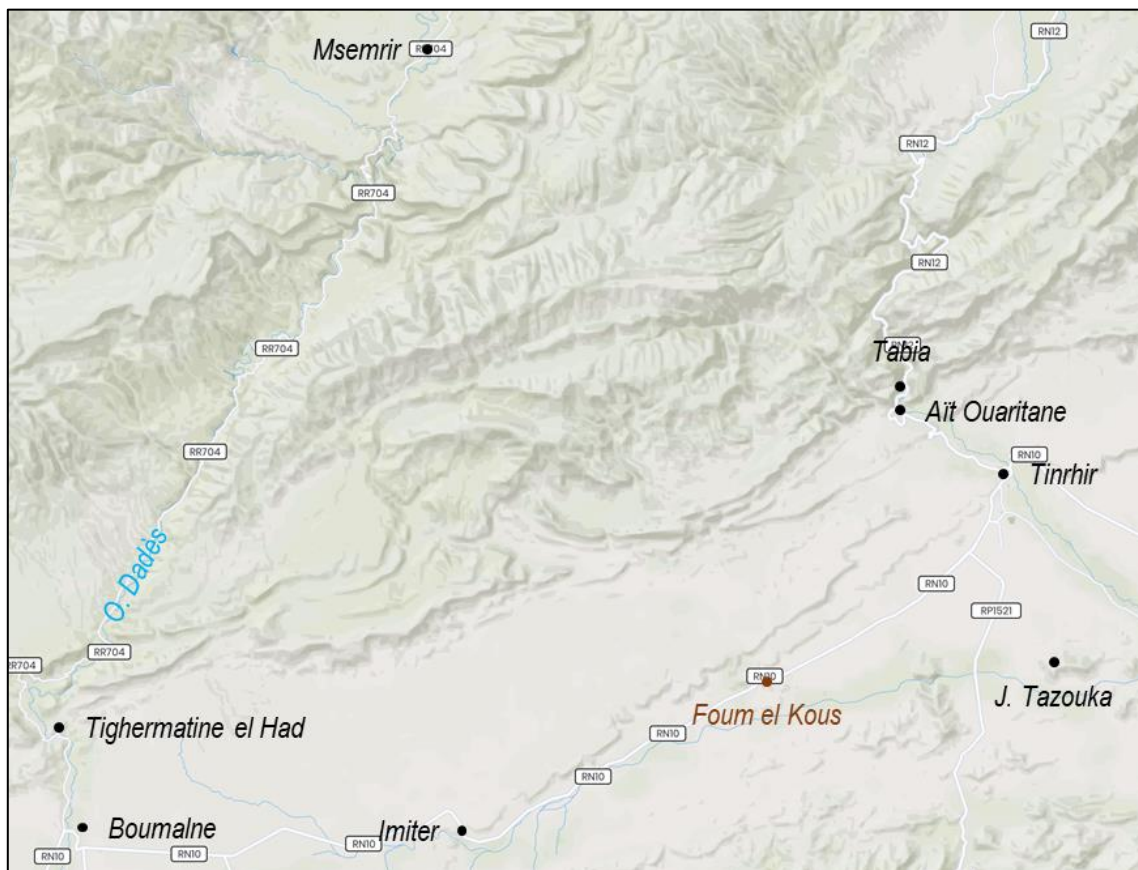 Msemrir
RN12
RN12
RR704
RN12
RR704
Tabia
Aït Ouaritane
RR704
RN10
Tinrhir
O. Dadès
RN10
RP1521
RR704
RR704
RN10
J. Tazouka
Foum el Kous
Tighermatine el Had
RN10
RN10
Boumalne
Imiter
RN10
RN10
RN10